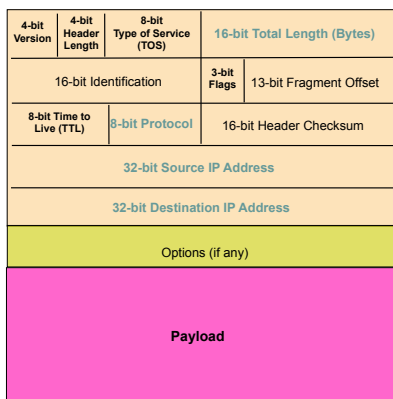 4-bit
Version
4-bit
Header
Length
8-bit
Type of Service
(TOS)
16-bit Total Length (Bytes)
16-bit Identification
3-bit
Flags
13-bit Fragment Offset
8-bit Time to
Live (TTL)
8-bit Protocol
16-bit Header Checksum
32-bit Source IP Address
32-bit Destination IP Address
Options (if any)
Payload